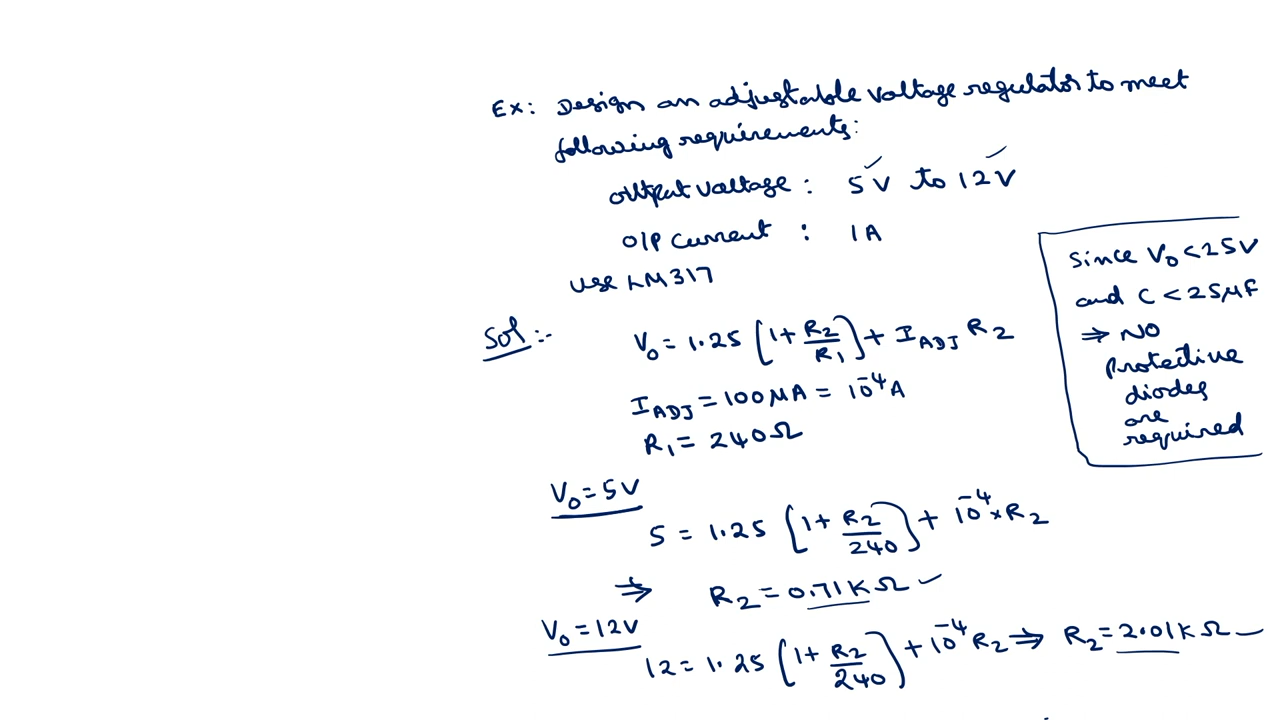 Ex: Design an adjustable voltage regulator to meet
following requirements:
output voltage : 5V to 12V
O/P current : 1A
use LM317
Sol:- V₀ = 1.25 (1 + R₂/R₁) + I_ADJ R₂
I_ADJ = 100μA = 10⁻⁴A
R₁ = 240Ω
V₀ = 5V
5 = 1.25 (1 + R₂/240) + 10⁻⁴ × R₂
⇒ R₂ = 0.71KΩ
V₀ = 12V
12 = 1.25 (1 + R₂/240) + 10⁻⁴ R₂ ⇒ R₂ = 2.01KΩ
Since V₀ < 25V
and C < 25μF
⇒ NO
protective
diodes
are
required